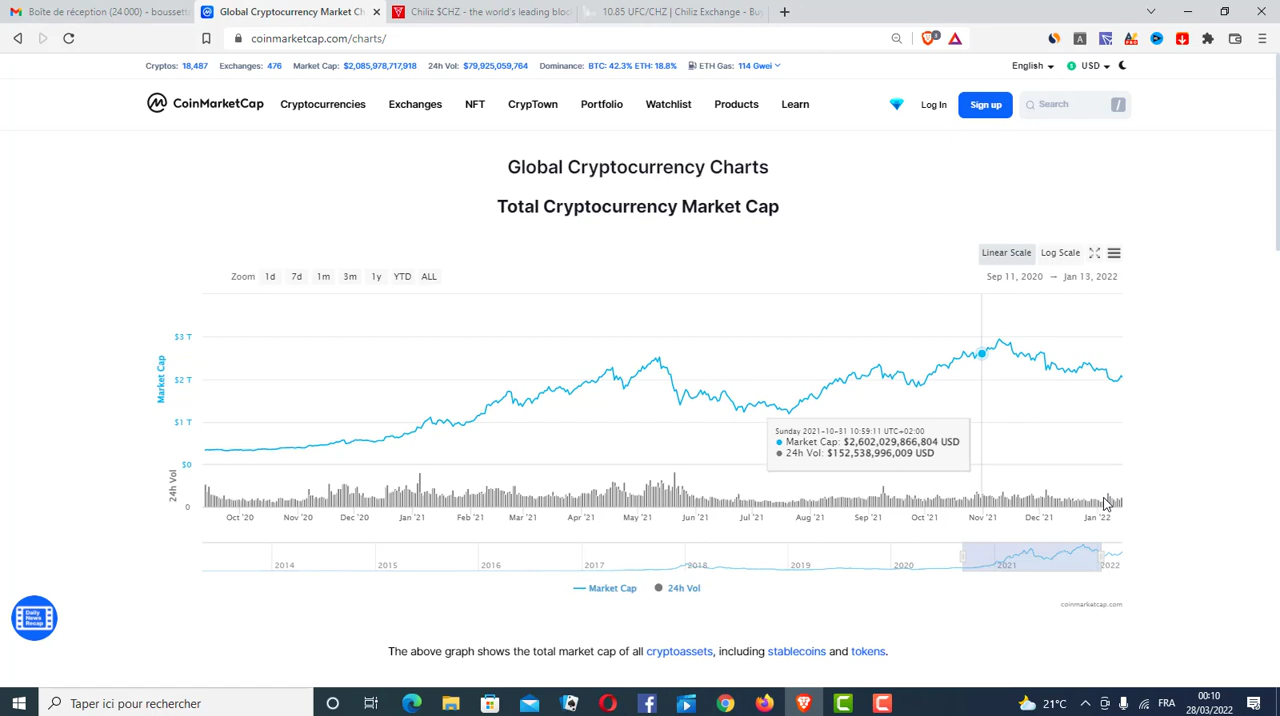 Boîte de réception (24 000) - bousset
Global Cryptocurrency Market Ch
Chiliz $CHZ - the world's leading bloc
10.85 UFC/CHZ | Chiliz Exchange - Bu
coinmarketcap.com/charts/
Cryptos: 18,487 Exchanges: 476 Market Cap: $2,085,978,717,918 24h Vol: $79,925,059,764 Dominance: BTC: 42.3% ETH: 18.8% ETH Gas: 114 Gwei English USD
CoinMarketCap Cryptocurrencies Exchanges NFT CrypTown Portfolio Watchlist Products Learn Log In Sign up Search /
Global Cryptocurrency Charts
Total Cryptocurrency Market Cap
Linear Scale Log Scale
Zoom 1d 7d 1m 3m 1y YTD ALL Sep 11, 2020 → Jan 13, 2022
$3 T
$2 T
$1 T
$0
Market Cap
Sunday 2021-10-31 10:59:11 UTC+02:00
Market Cap: $2,602,029,866,804 USD
24h Vol: $152,538,996,009 USD
24h Vol
0
Oct '20 Nov '20 Dec '20 Jan '21 Feb '21 Mar '21 Apr '21 May '21 Jun '21 Jul '21 Aug '21 Sep '21 Oct '21 Nov '21 Dec '21 Jan '22
2014 2015 2016 2017 2018 2019 2020 2021 2022
Market Cap 24h Vol
coinmarketcap.com
Daily
News
Recap
The above graph shows the total market cap of all cryptoassets, including stablecoins and tokens.
Taper ici pour rechercher
21°C
FRA
00:10
28/03/2022